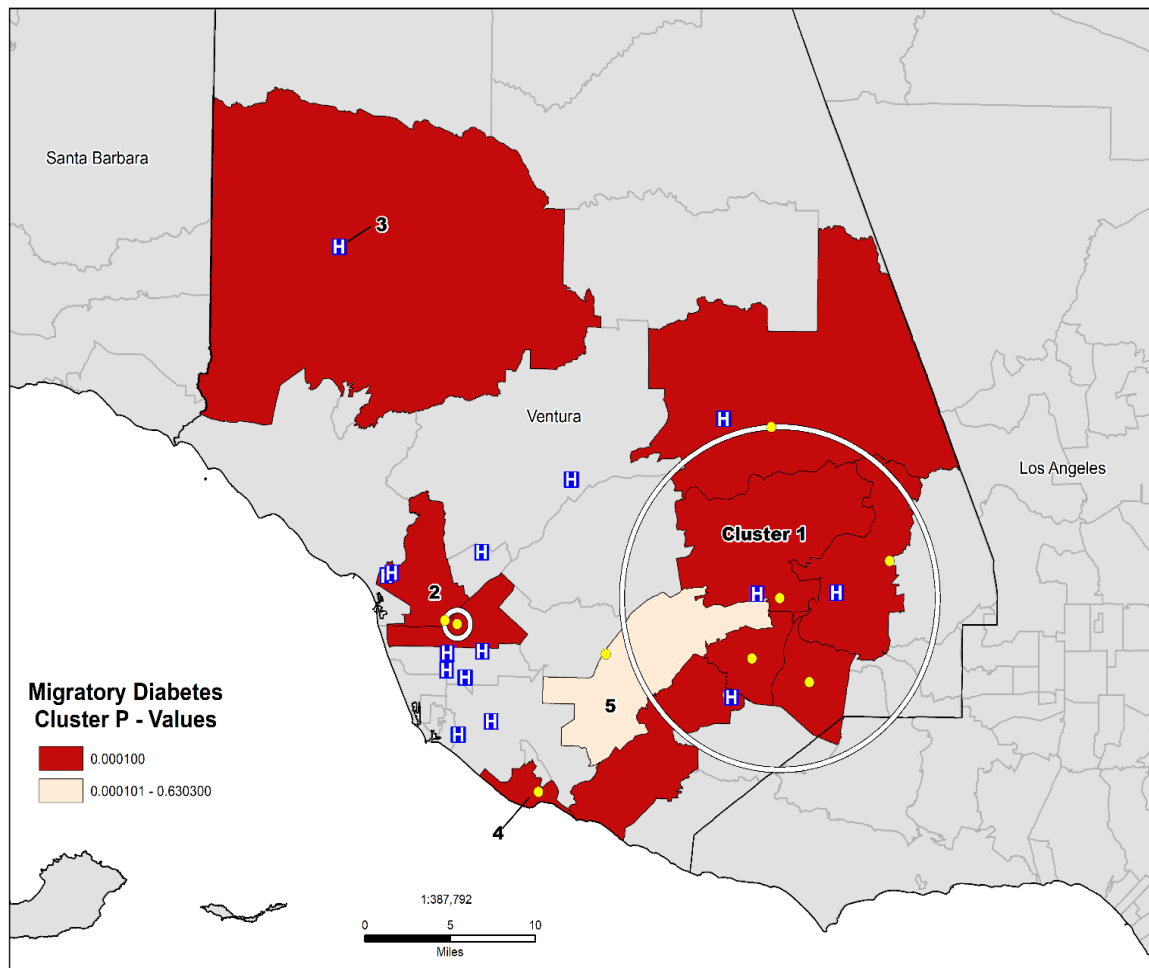 Santa Barbara
3
H
Ventura
H
Los Angeles
H
Cluster 1
H
H
H
2
H
H
H
H
H
H
5
H
H
H
Migratory Diabetes
Cluster P - Values
0.000100
0.000101 - 0.630300
4
1:387,792
0 5 10
Miles